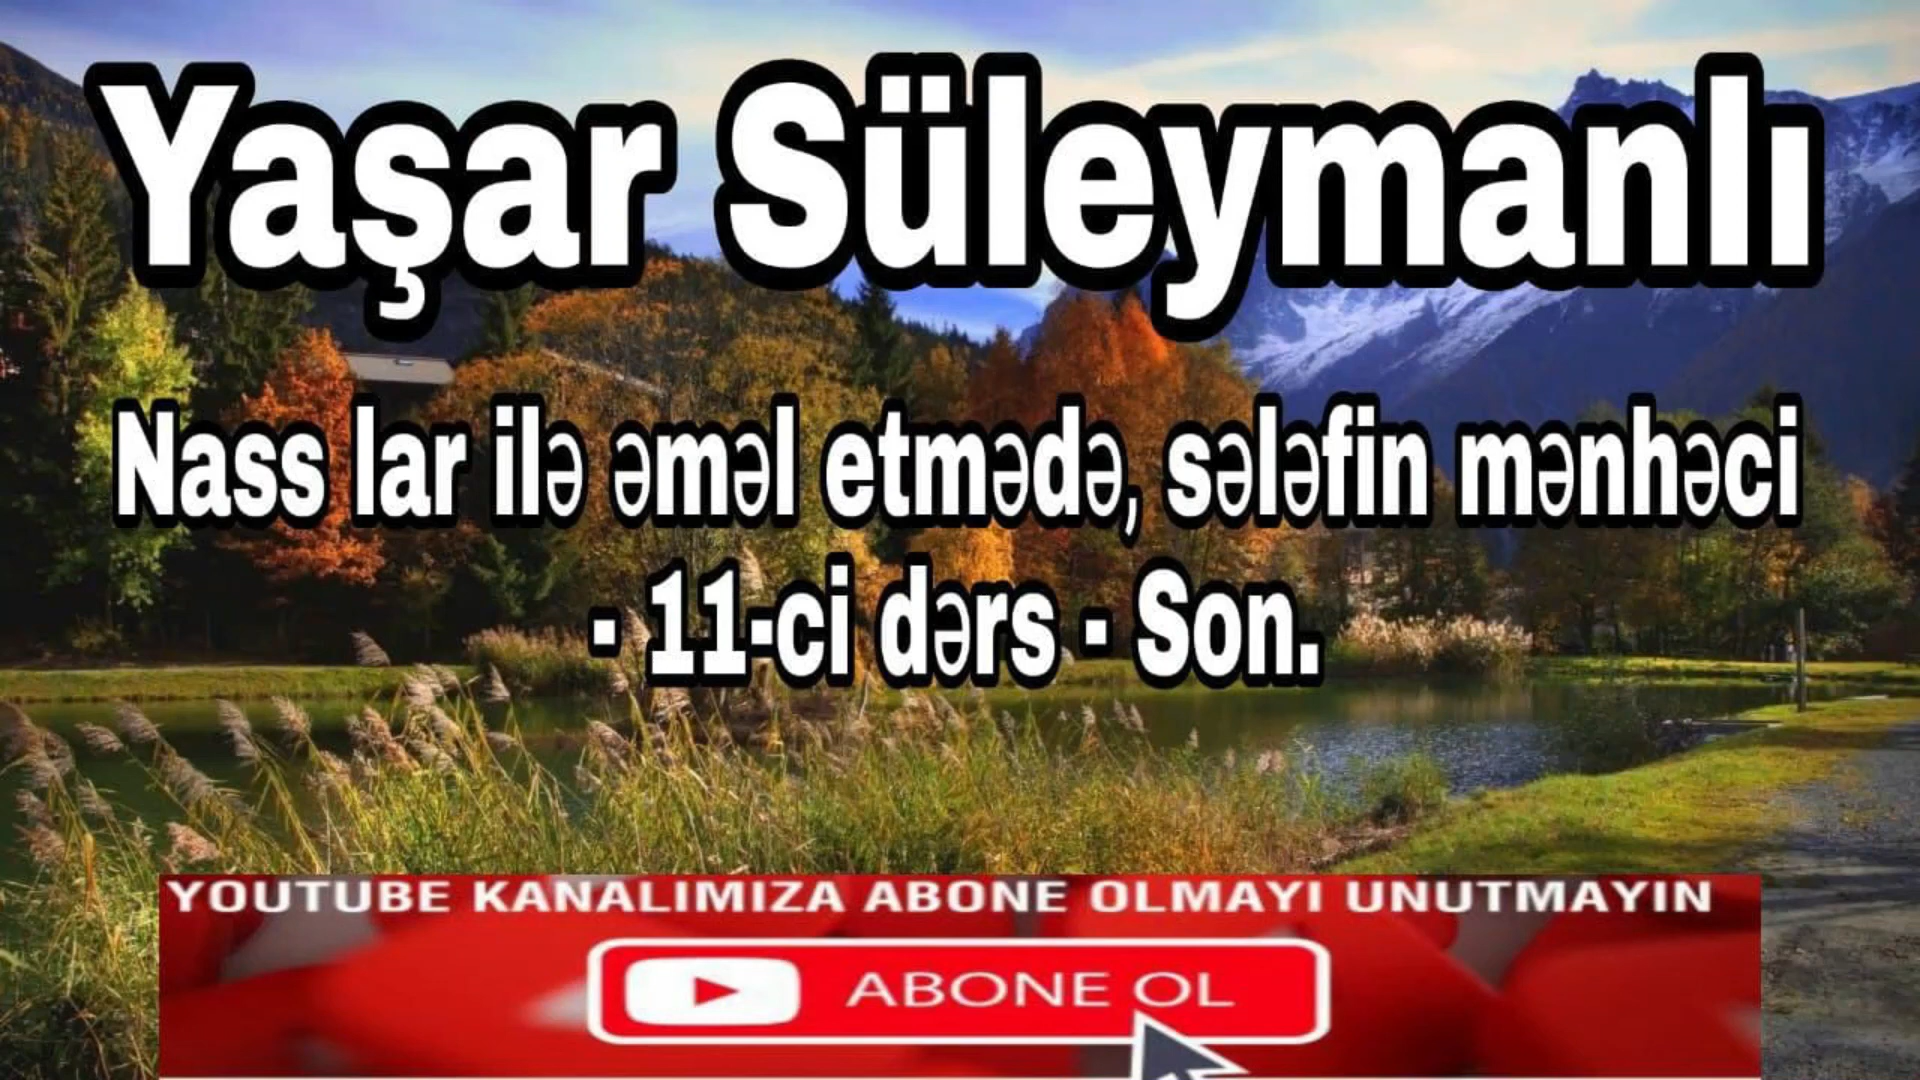 Yaşar Süleymanlı
Nass lar ilə əməl etmədə, sələfin mənhəci
- 11-ci dərs - Son.
YOUTUBE KANALIMIZA ABONE OLMAYI UNUTMAYIN
ABONE OL